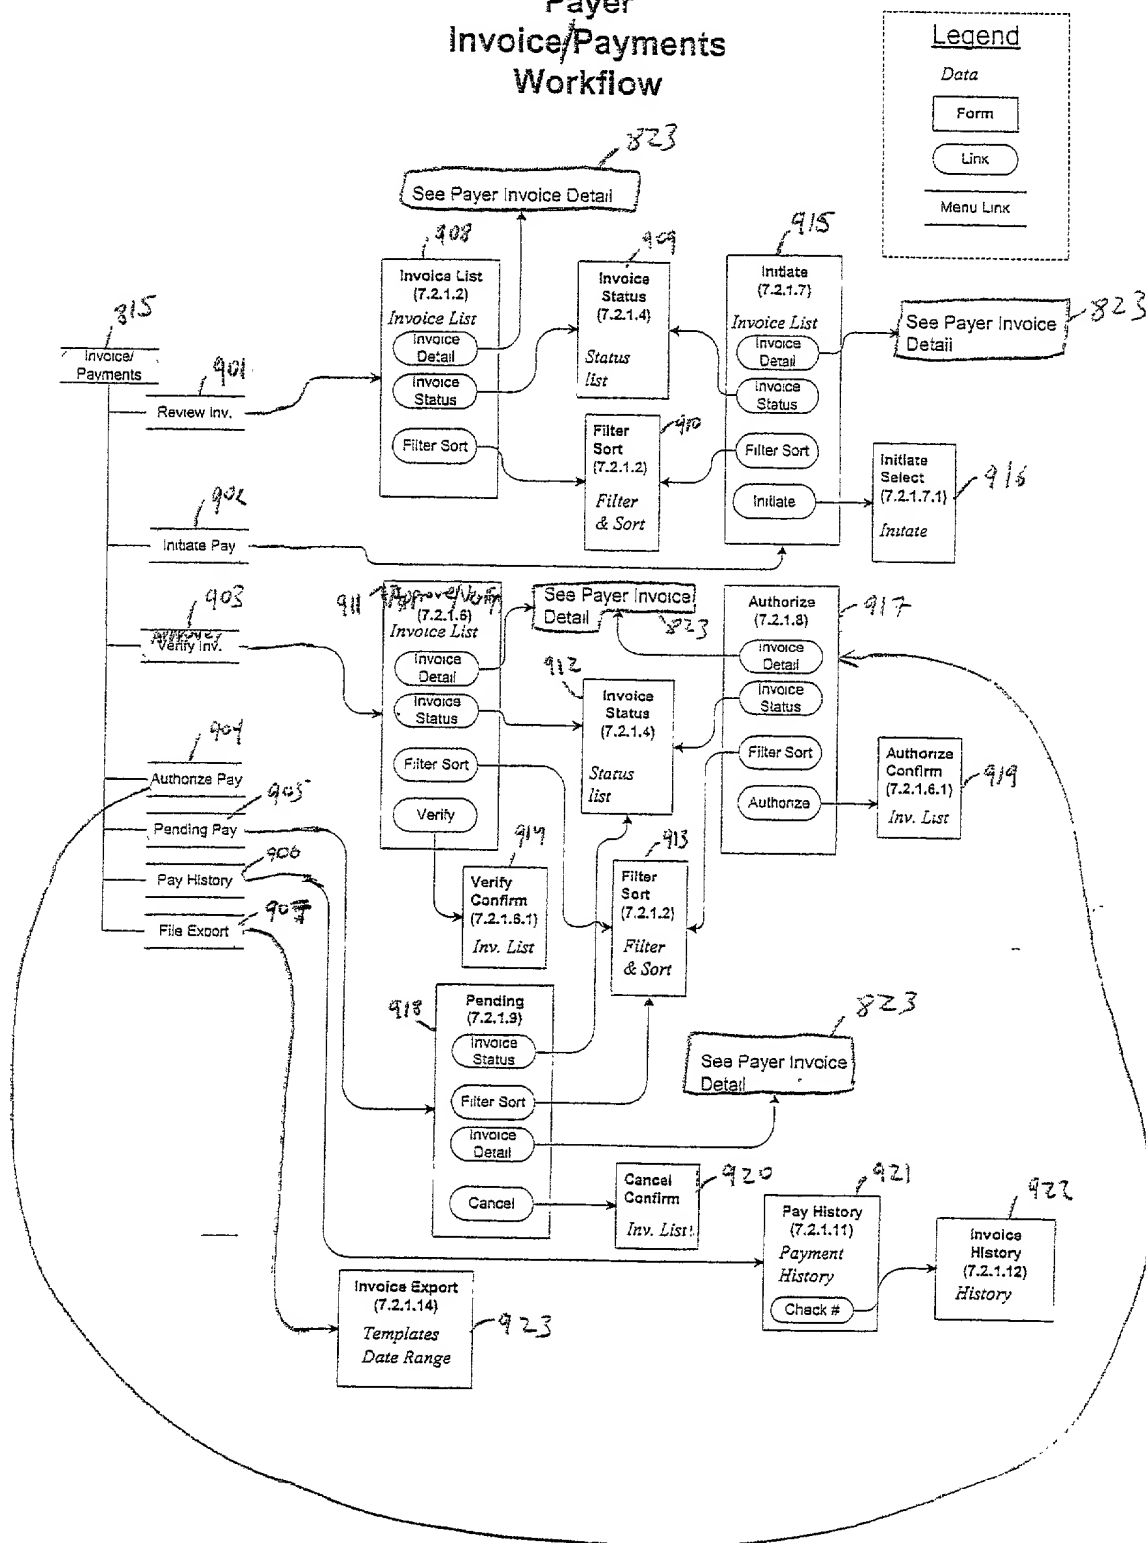 Payer
Invoice/Payments
Workflow
Legend
Data
Form
Link
Menu Link
823
See Payer Invoice Detail
908
Invoice List
(7.2.1.2)
Invoice List
Invoice
Detail
Invoice
Status
Filter Sort
909
Invoice
Status
(7.2.1.4)
Status
list
910
Filter
Sort
(7.2.1.2)
Filter
& Sort
915
Initiate
(7.2.1.7)
Invoice List
Invoice
Detail
Invoice
Status
Filter Sort
Initiate
823
See Payer Invoice
Detail
916
Initiate
Select
(7.2.1.7.1)
Initate
815
Invoice/
Payments
901
Review Inv.
902
Initiate Pay
903
Verify Inv.
904
Authorize Pay
905
Pending Pay
906
Pay History
907
File Export
911
Approve/Verify
(7.2.1.6)
Invoice List
Invoice
Detail
Invoice
Status
Filter Sort
Verify
See Payer Invoice
Detail
823
912
Invoice
Status
(7.2.1.4)
Status
list
917
Authorize
(7.2.1.8)
Invoice
Detail
Invoice
Status
Filter Sort
Authorize
919
Authorize
Confirm
(7.2.1.6.1)
Inv. List
914
Verify
Confirm
(7.2.1.6.1)
Inv. List
913
Filter
Sort
(7.2.1.2)
Filter
& Sort
918
Pending
(7.2.1.9)
Invoice
Status
Filter Sort
Invoice
Detail
Cancel
823
See Payer Invoice
Detail
920
Cancel
Confirm
Inv. List
921
Pay History
(7.2.1.11)
Payment
History
Check #
922
Invoice
History
(7.2.1.12)
History
923
Invoice Export
(7.2.1.14)
Templates
Date Range